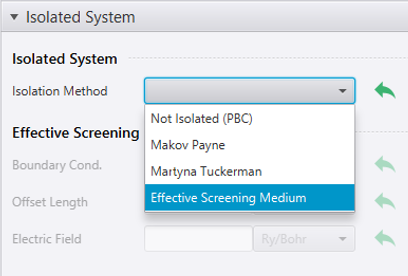 Isolated System
Isolated System
Isolation Method
Not Isolated (PBC)
Makov Payne
Martyna Tuckerman
Effective Screening Medium
Effective Screening
Boundary Cond.
Offset Length
Electric Field
Ry/Bohr